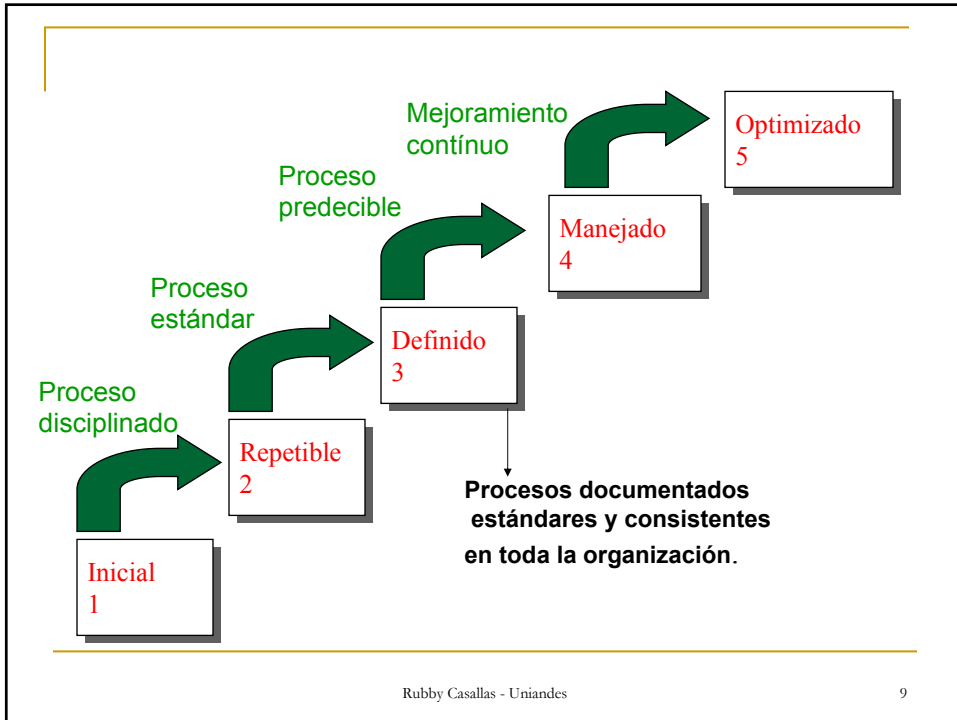 Mejoramiento
contínuo
Optimizado
5
Proceso
predecible
Manejado
4
Proceso
estándar
Definido
3
Proceso
disciplinado
Repetible
2
Procesos documentados
estándares y consistentes
en toda la organización.
Inicial
1
Rubby Casallas - Uniandes
9